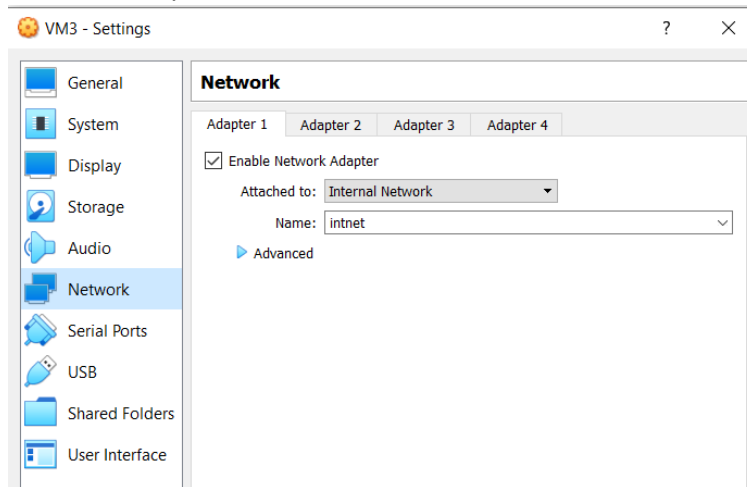 VM3 - Settings ? ×
General
System
Display
Storage
Audio
Network
Serial Ports
USB
Shared Folders
User Interface
Network
Adapter 1 Adapter 2 Adapter 3 Adapter 4
Enable Network Adapter
Attached to: Internal Network
Name: intnet
Advanced